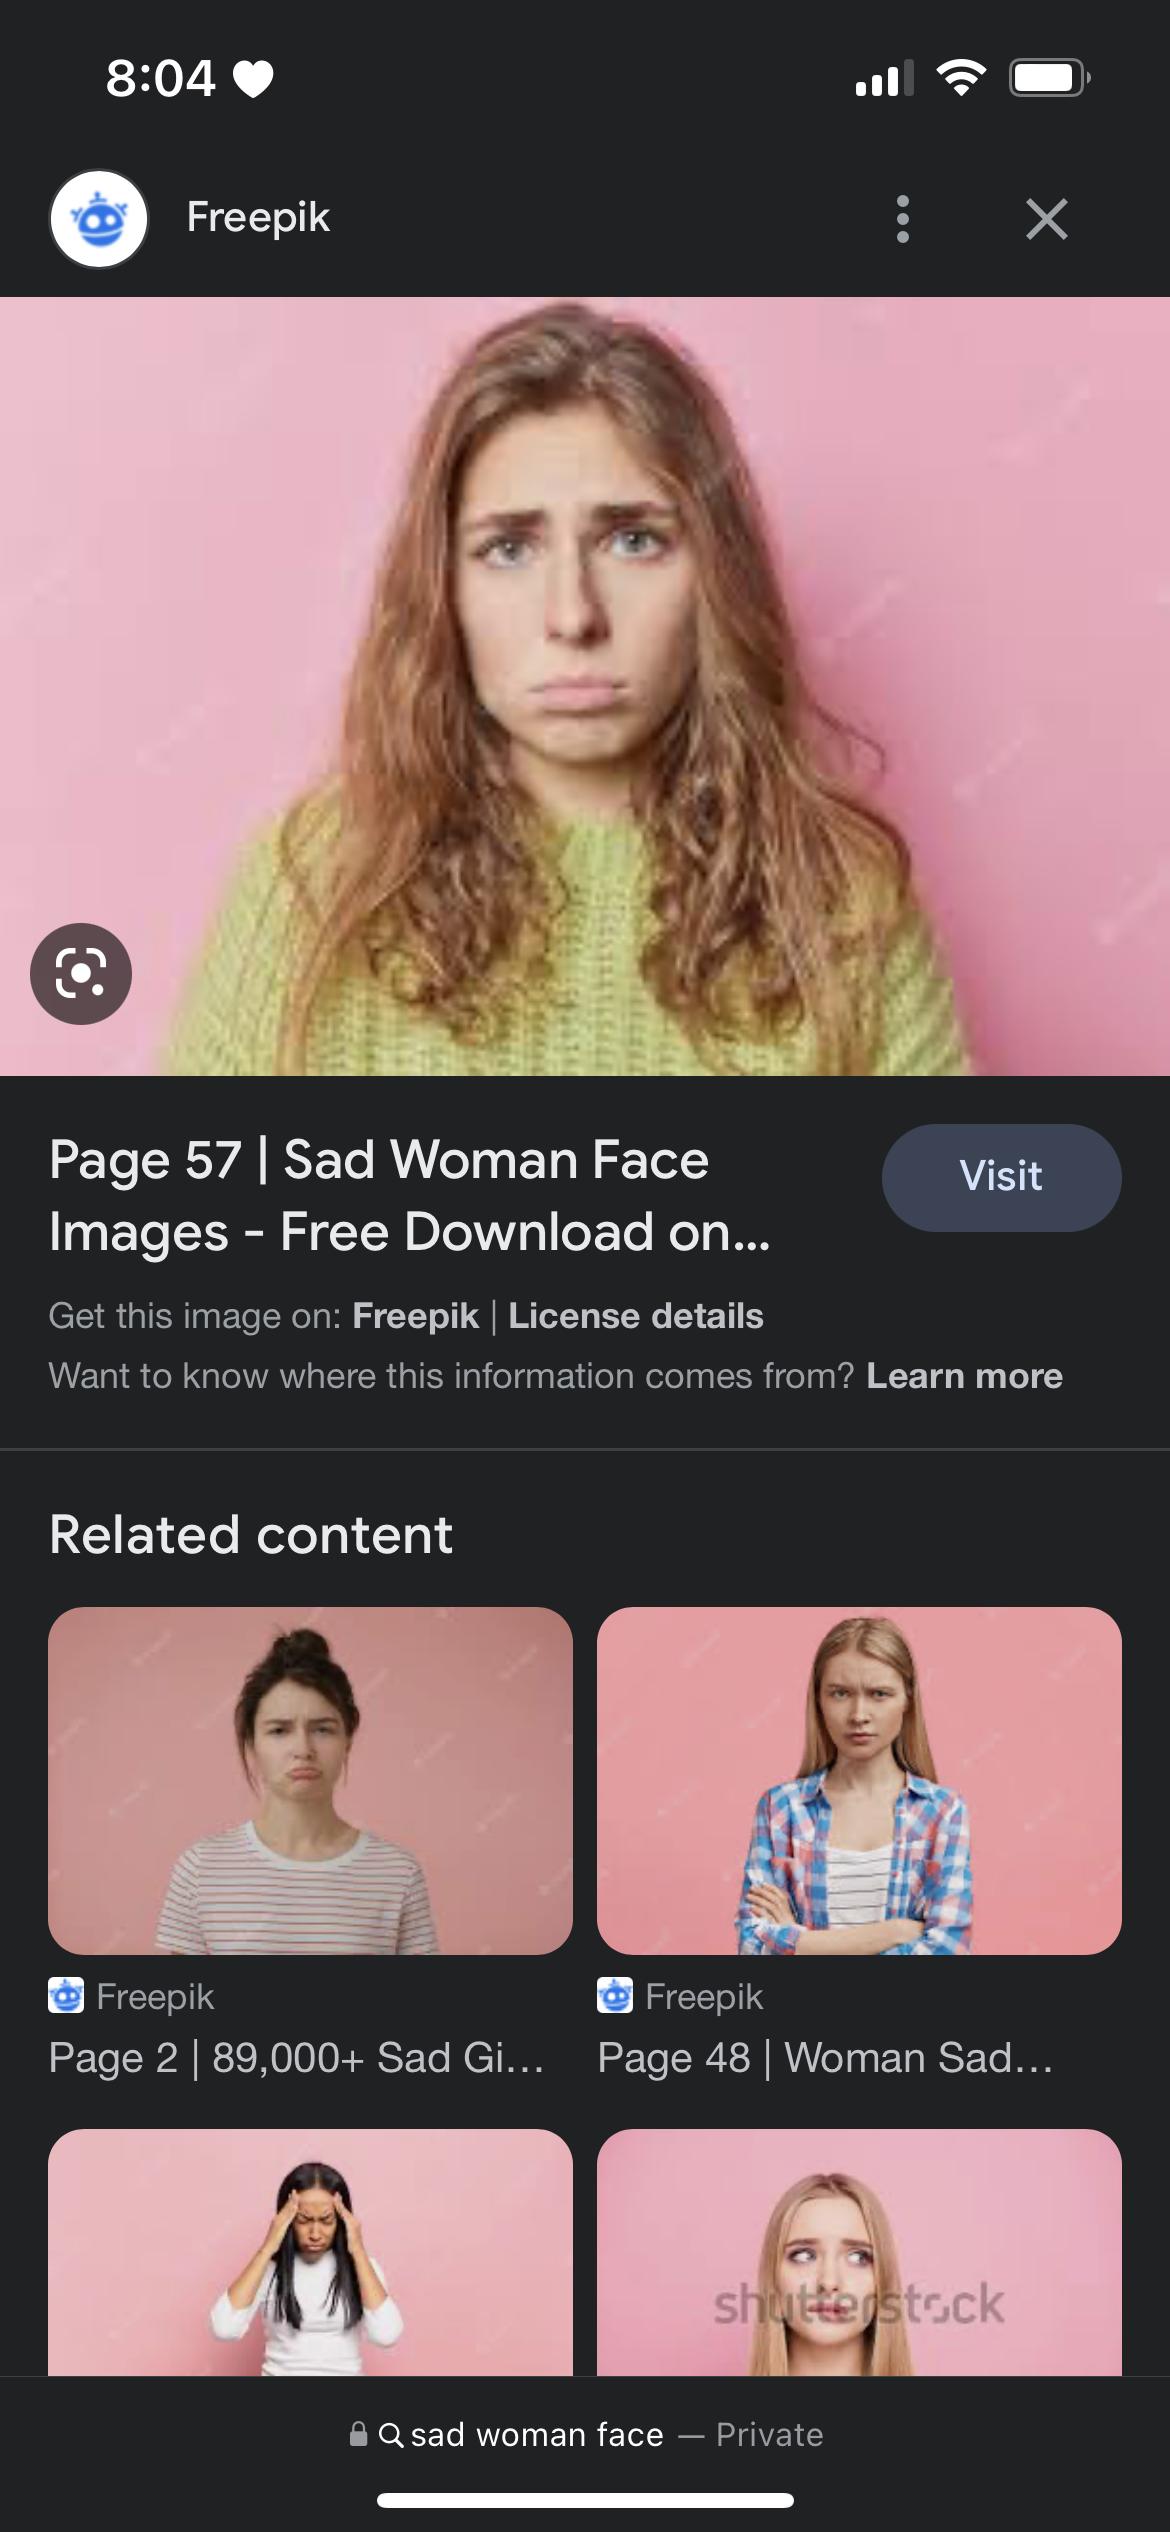 8:04
Freepik
Page 57 | Sad Woman Face
Images - Free Download on...
Visit
Get this image on: Freepik | License details
Want to know where this information comes from? Learn more
Related content
Freepik
Page 2 | 89,000+ Sad Gi...
Freepik
Page 48 | Woman Sad...
shutterstock
sad woman face — Private